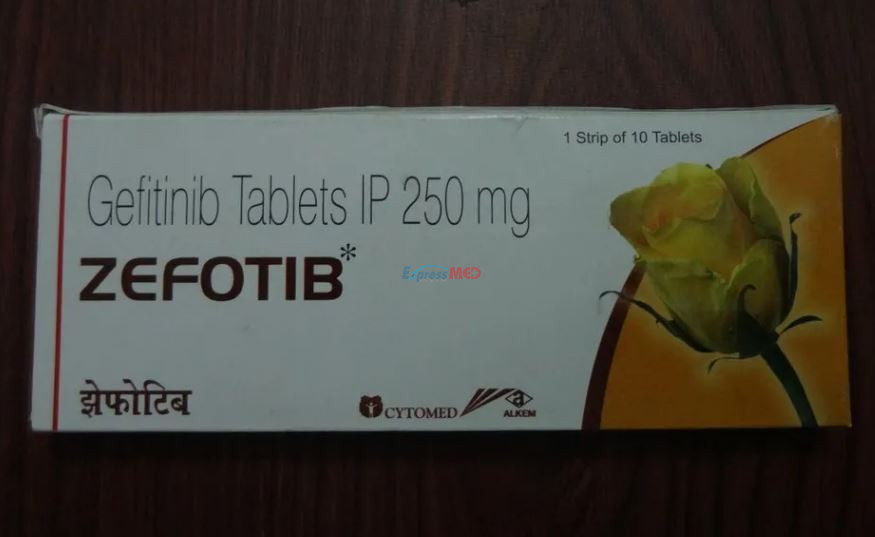 1 Strip of 10 Tablets
Gefitinib Tablets IP 250 mg
ZEFOTIB*
ExpressMED
झेफोटिब
CYTOMED
ALKEM